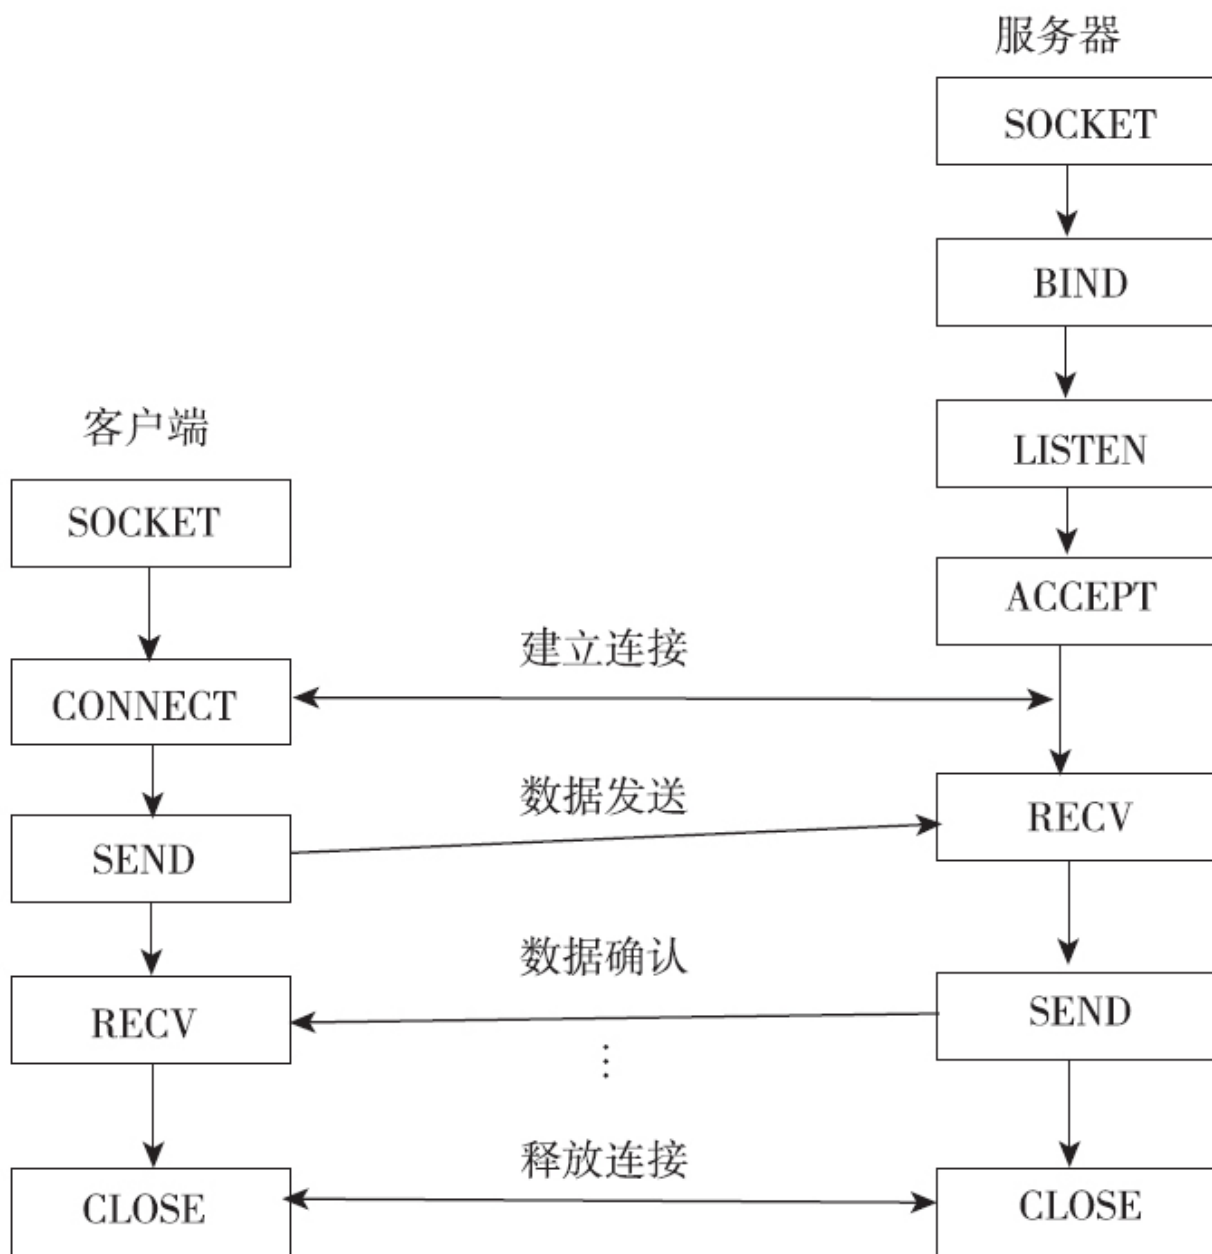 服务器
SOCKET
BIND
LISTEN
客户端
SOCKET
ACCEPT
建立连接
CONNECT
数据发送
RECV
SEND
数据确认
SEND
RECV
⋮
释放连接
CLOSE
CLOSE